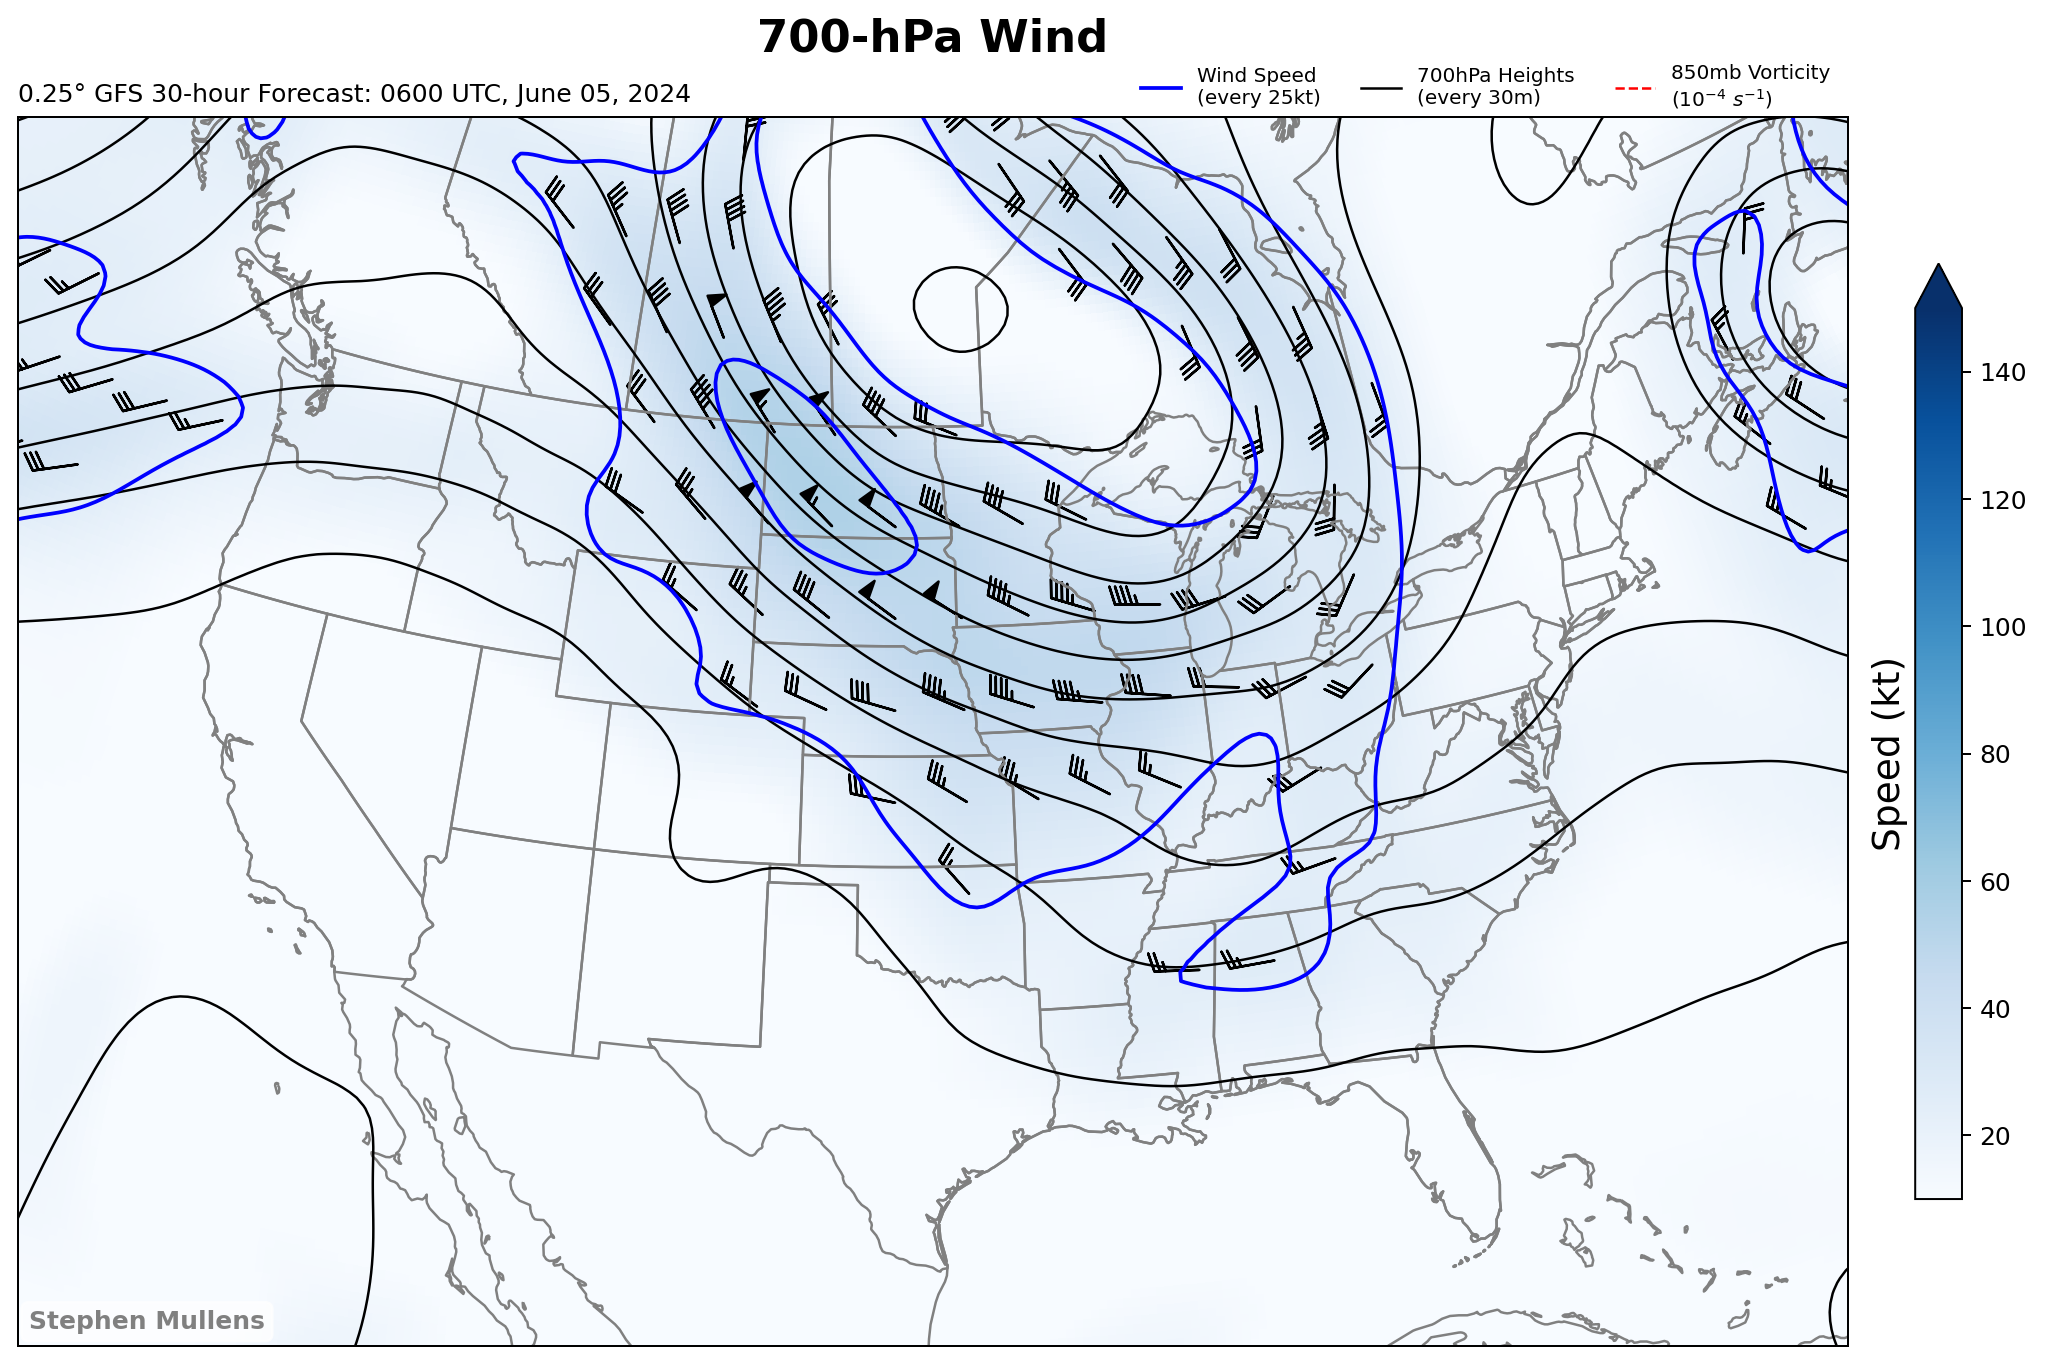 700-hPa Wind
0.25° GFS 30-hour Forecast: 0600 UTC, June 05, 2024
Wind Speed
(every 25kt)
700hPa Heights
(every 30m)
850mb Vorticity
(10⁻⁴ s⁻¹)
140
120
100
80
60
40
20
Speed (kt)
Stephen Mullens